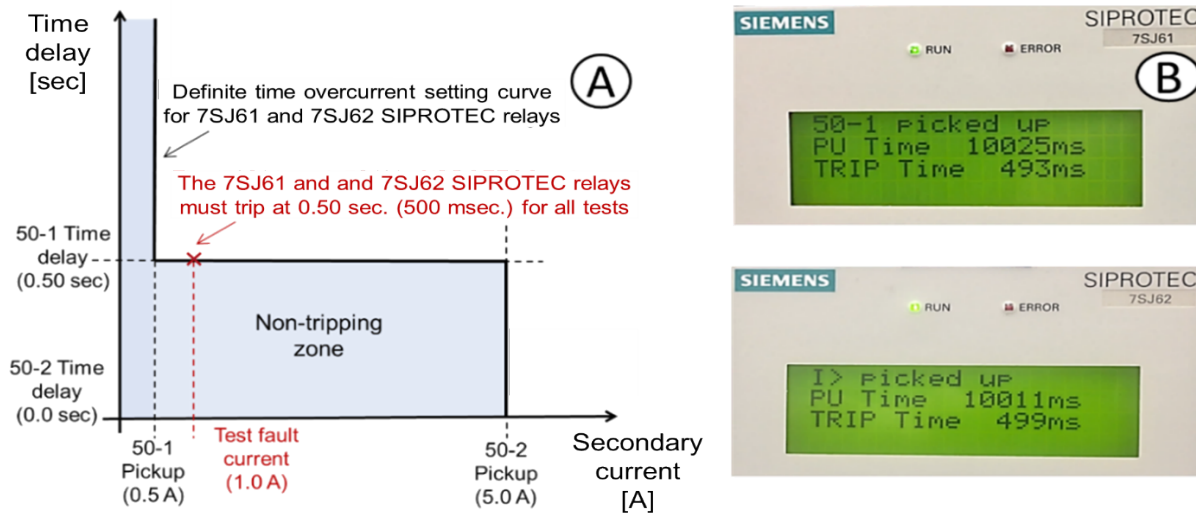 Time
delay
[sec]
A
Definite time overcurrent setting curve
for 7SJ61 and 7SJ62 SIPROTEC relays
The 7SJ61 and and 7SJ62 SIPROTEC relays
must trip at 0.50 sec. (500 msec.) for all tests
50-1 Time
delay
(0.50 sec)
Non-tripping
zone
50-2 Time
delay
(0.0 sec)
50-1
Pickup
(0.5 A)
Test fault
current
(1.0 A)
50-2
Pickup
(5.0 A)
Secondary
current
[A]
SIEMENS
SIPROTEC
7SJ61
RUN
ERROR
B
50-1 picked up
PU Time 10025ms
TRIP Time 493ms
SIEMENS
SIPROTEC
7SJ62
RUN
ERROR
I> picked up
PU Time 10011ms
TRIP Time 499ms